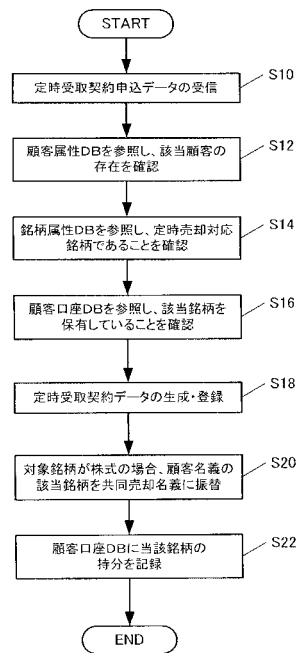 START
定時受取契約申込データの受信
S10
顧客属性DBを参照し、該当顧客の
存在を確認
S12
銘柄属性DBを参照し、定時売却対応
銘柄であることを確認
S14
顧客口座DBを参照し、該当銘柄を
保有していることを確認
S16
定時受取契約データの生成・登録
S18
対象銘柄が株式の場合、顧客名義の
該当銘柄を共同売却名義に振替
S20
顧客口座DBに当該銘柄の
持分を記録
S22
END